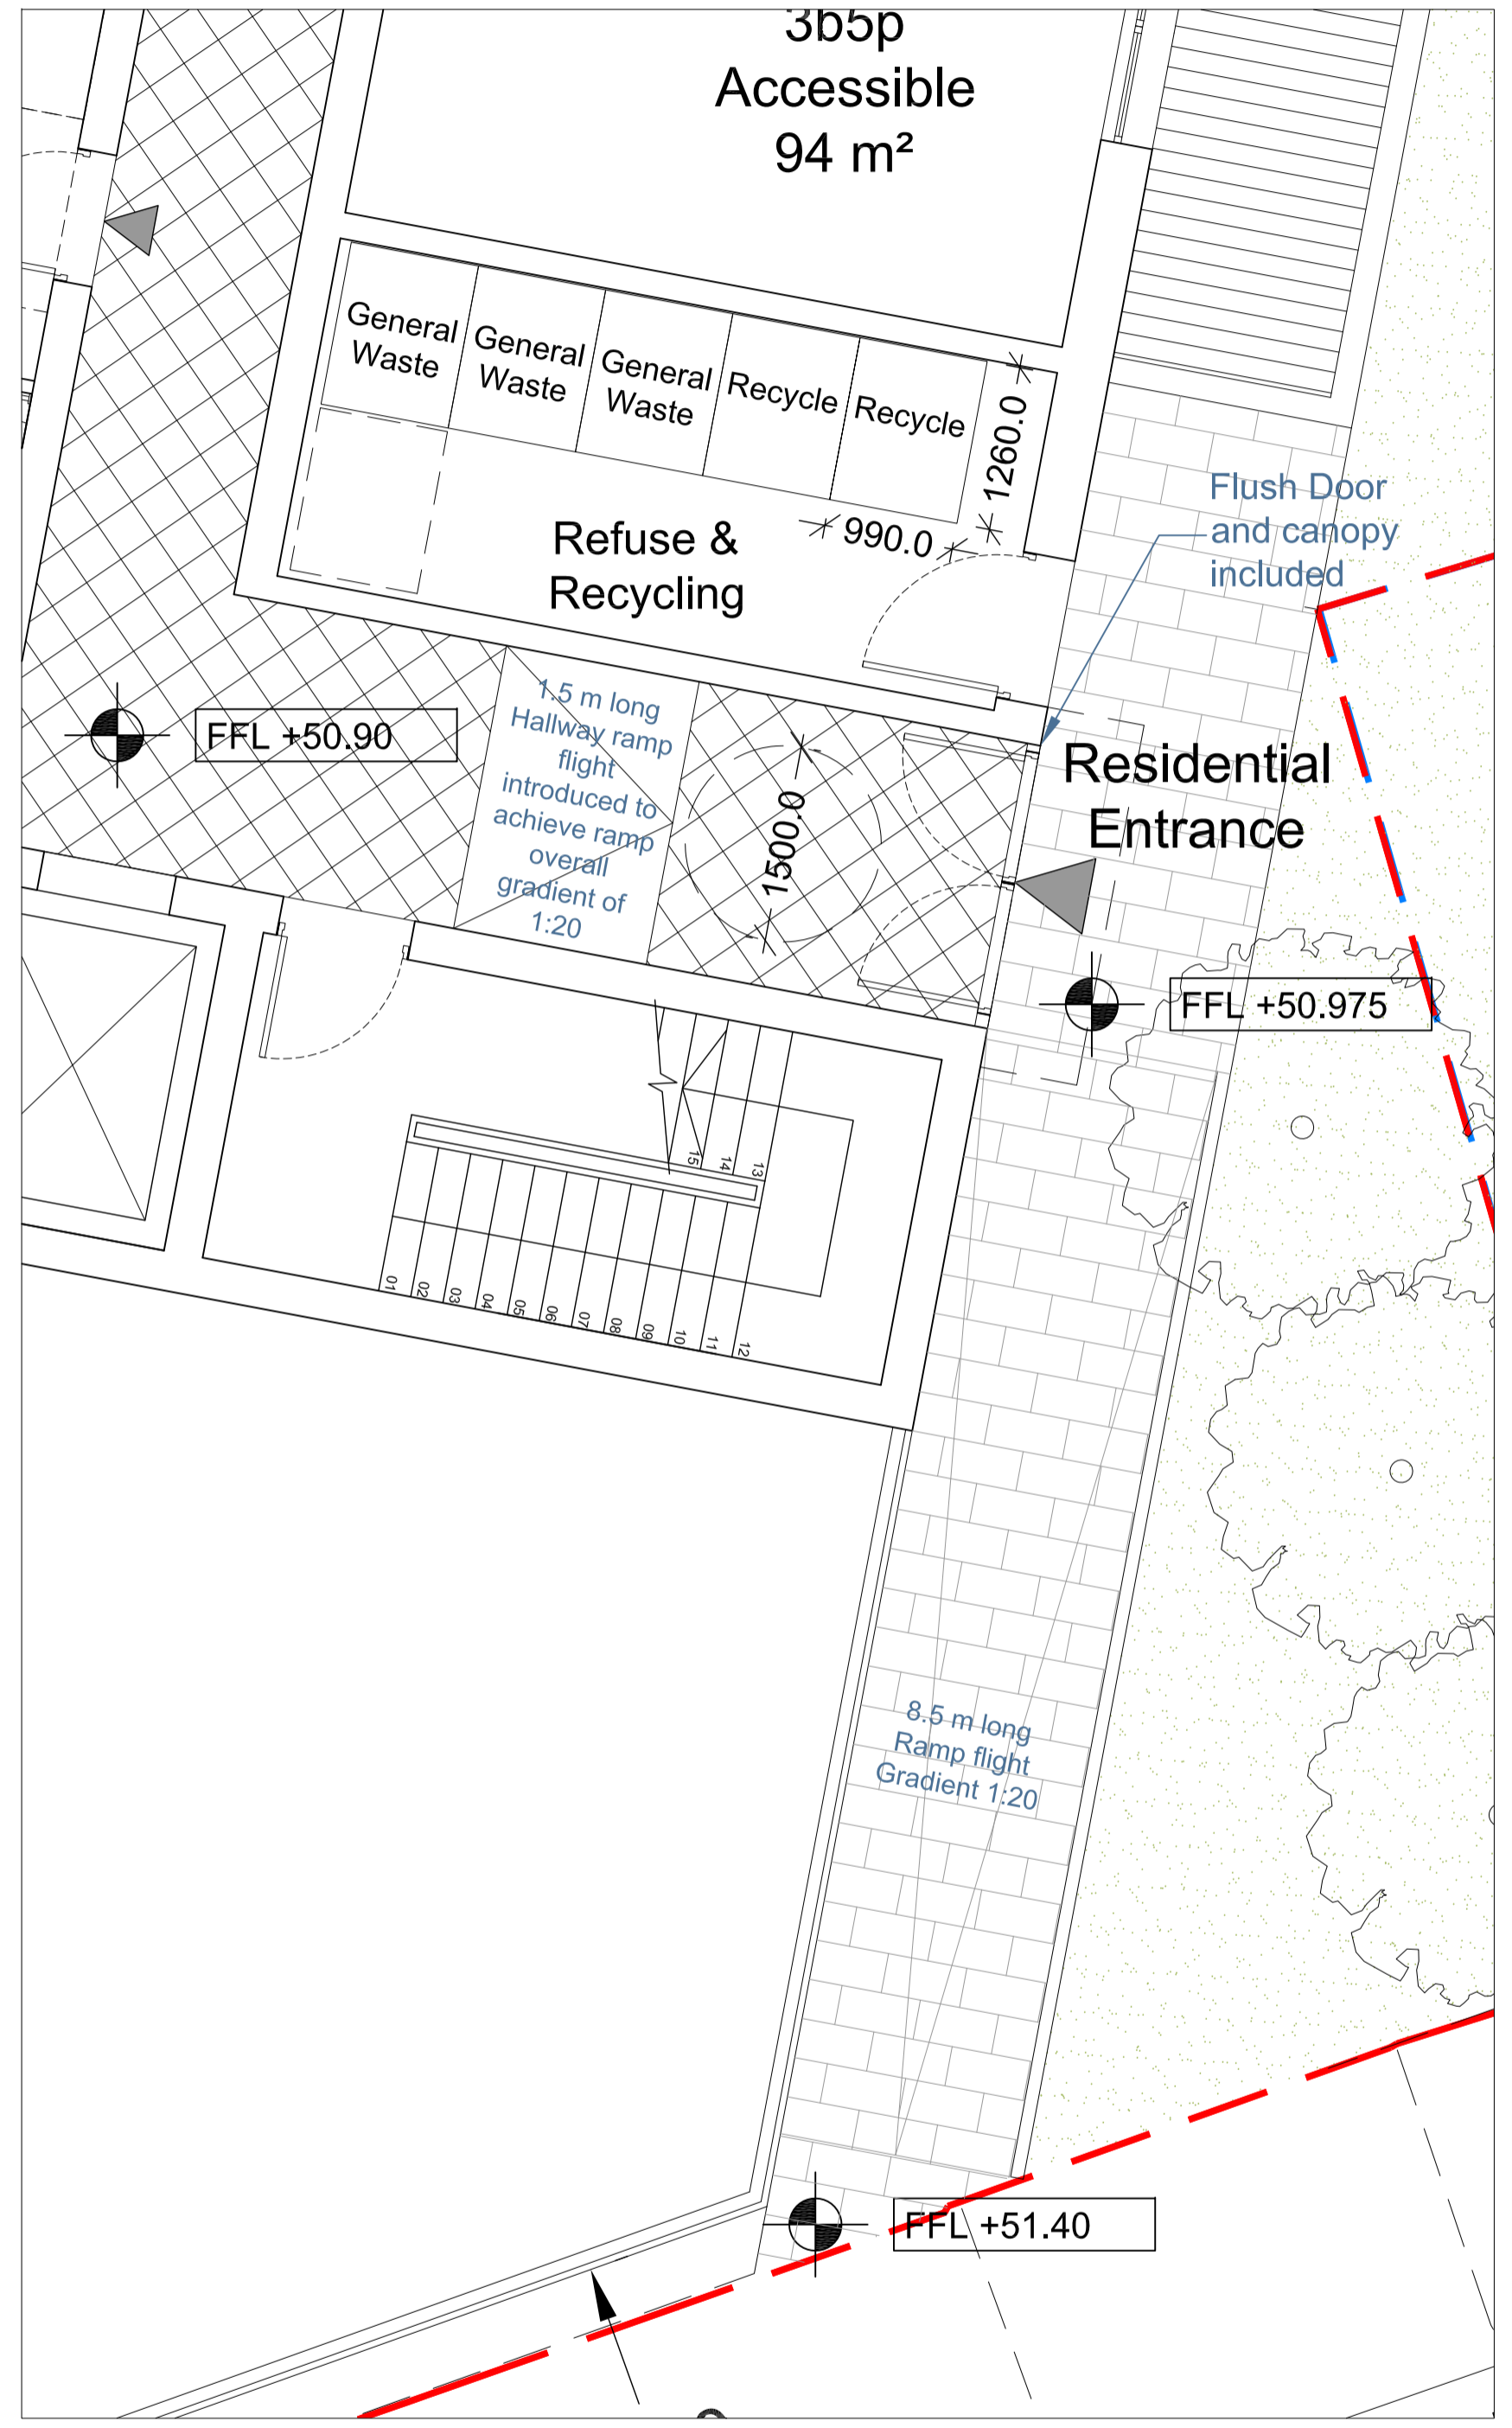 3b5p
Accessible
94 m²
General
Waste
General
Waste
General
Waste
Recycle
Recycle
1260.0
990.0
Refuse &
Recycling
Flush Door
and canopy
included
1.5 m long
Hallway ramp
flight
introduced to
achieve ramp
overall
gradient of
1:20
FFL +50.90
1500.0
Residential
Entrance
FFL +50.975
15
14
13
01
02
03
04
05
06
07
08
09
10
11
12
8.5 m long
Ramp flight
Gradient 1:20
FFL +51.40